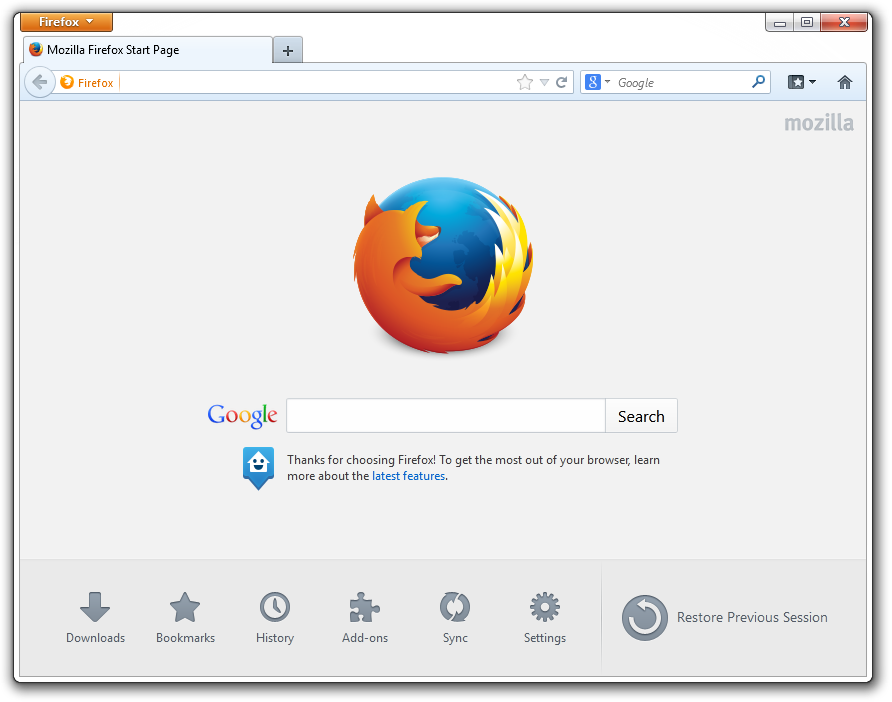 Firefox
Mozilla Firefox Start Page
Firefox
8 Google
mozilla
Google
Search
Thanks for choosing Firefox! To get the most out of your browser, learn
more about the latest features.
Downloads Bookmarks History Add-ons Sync Settings
Restore Previous Session